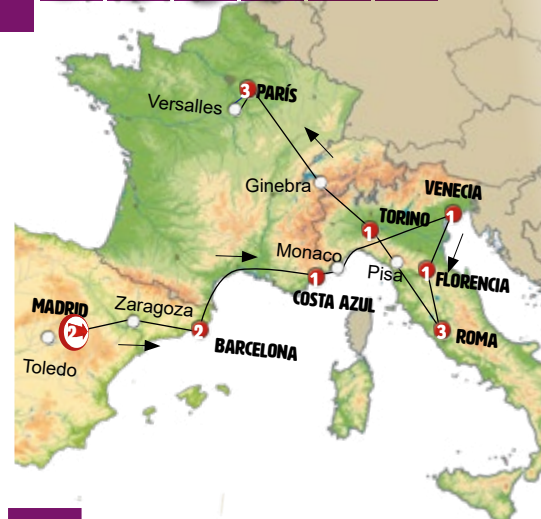 3 PARÍS
Versalles
Ginebra
VENECIA
1
TORINO
1
Monaco
Pisa
1 FLORENCIA
1
COSTA AZUL
MADRID
2
Zaragoza
2
BARCELONA
3 ROMA
Toledo